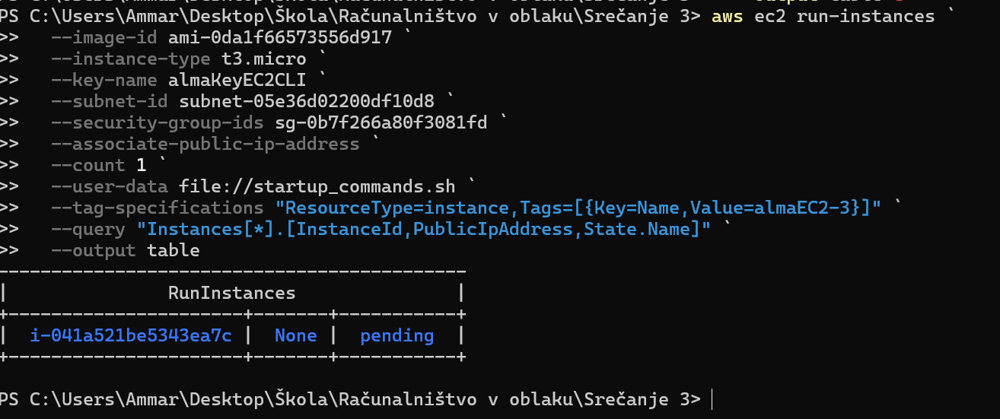 PS C:\Users\Ammar\Desktop\Škola\Računalništvo v oblaku\Srečanje 3> aws ec2 run-instances `
>>   --image-id ami-0da1f66573556d917 `
>>   --instance-type t3.micro `
>>   --key-name almaKeyEC2CLI `
>>   --subnet-id subnet-05e36d02200df10d8 `
>>   --security-group-ids sg-0b7f266a80f3081fd `
>>   --associate-public-ip-address `
>>   --count 1 `
>>   --user-data file://startup_commands.sh `
>>   --tag-specifications "ResourceType=instance,Tags=[{Key=Name,Value=almaEC2-3}]" `
>>   --query "Instances[*].[InstanceId,PublicIpAddress,State.Name]" `
>>   --output table
--------------------------------------------
|               RunInstances               |
+----------------------+-------+-----------+
|  i-041a521be5343ea7c |  None |  pending  |
+----------------------+-------+-----------+
PS C:\Users\Ammar\Desktop\Škola\Računalništvo v oblaku\Srečanje 3>